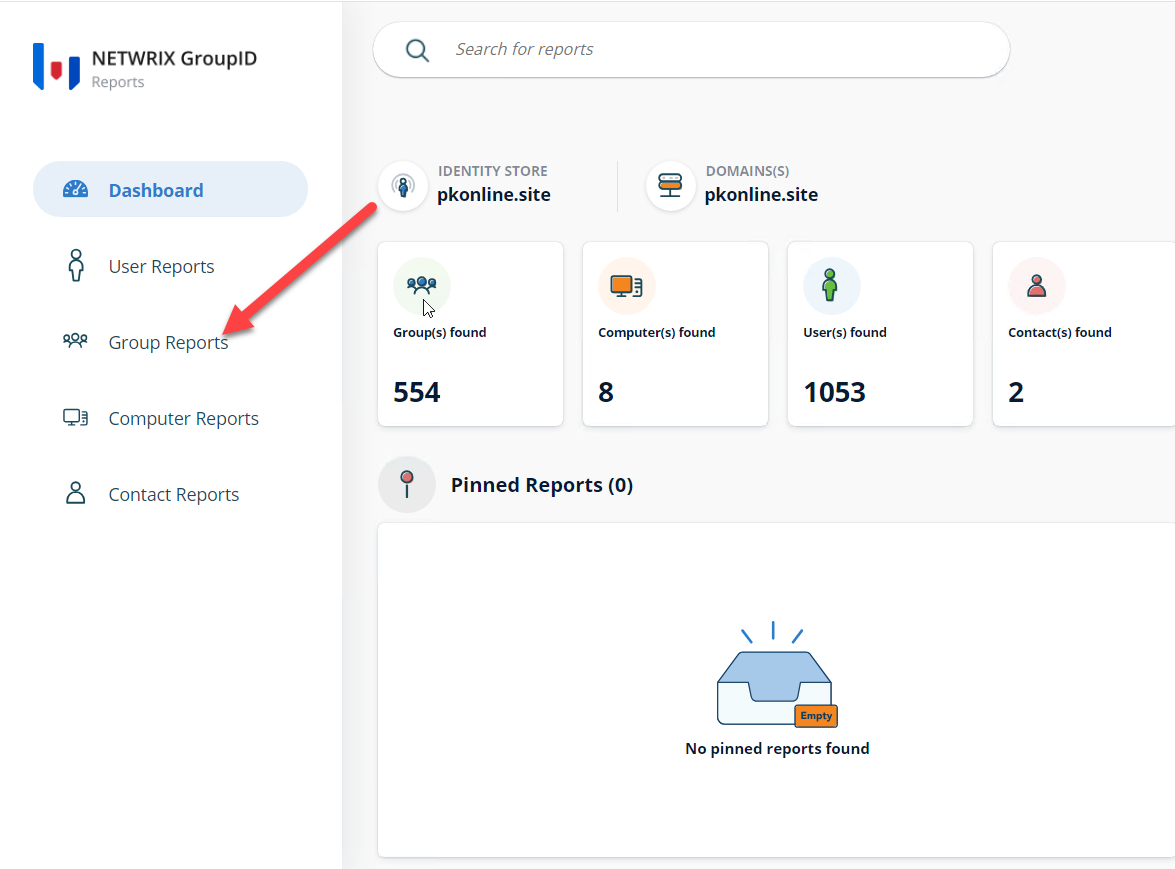 NETWRIX GroupID
Reports
Dashboard
User Reports
Group Reports
Computer Reports
Contact Reports
Search for reports
IDENTITY STORE
pkonline.site
DOMAINS(S)
pkonline.site
Group(s) found
554
Computer(s) found
8
User(s) found
1053
Contact(s) found
2
Pinned Reports (0)
Empty
No pinned reports found